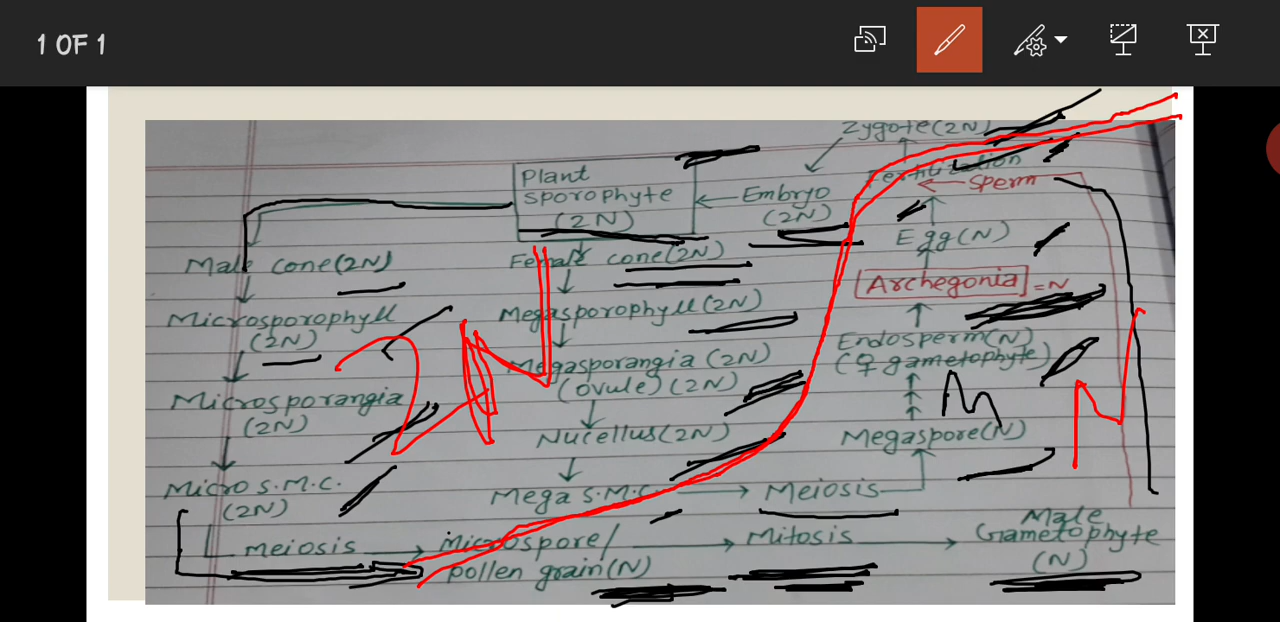 1 OF 1
Zygote(2N)
Fertilization
Sperm
Plant
Sporophyte
(2N)
Embryo
(2N)
Egg(N)
Male cone(2N)
Female cone(2N)
Archegonia =N
Microsporophyll
(2N)
Megasporophyll(2N)
Endosperm(N)
(♀ gametophyte)
Megasporangia (2N)
(ovule)(2N)
Microsporangia
(2N)
Nucellus(2N)
Megaspore(N)
Micro S.M.C.
(2N)
Mega S.M.C.
Meiosis
Meiosis
Microspore/
pollen grain(N)
Mitosis
Male
Gametophyte
(N)
2N
N